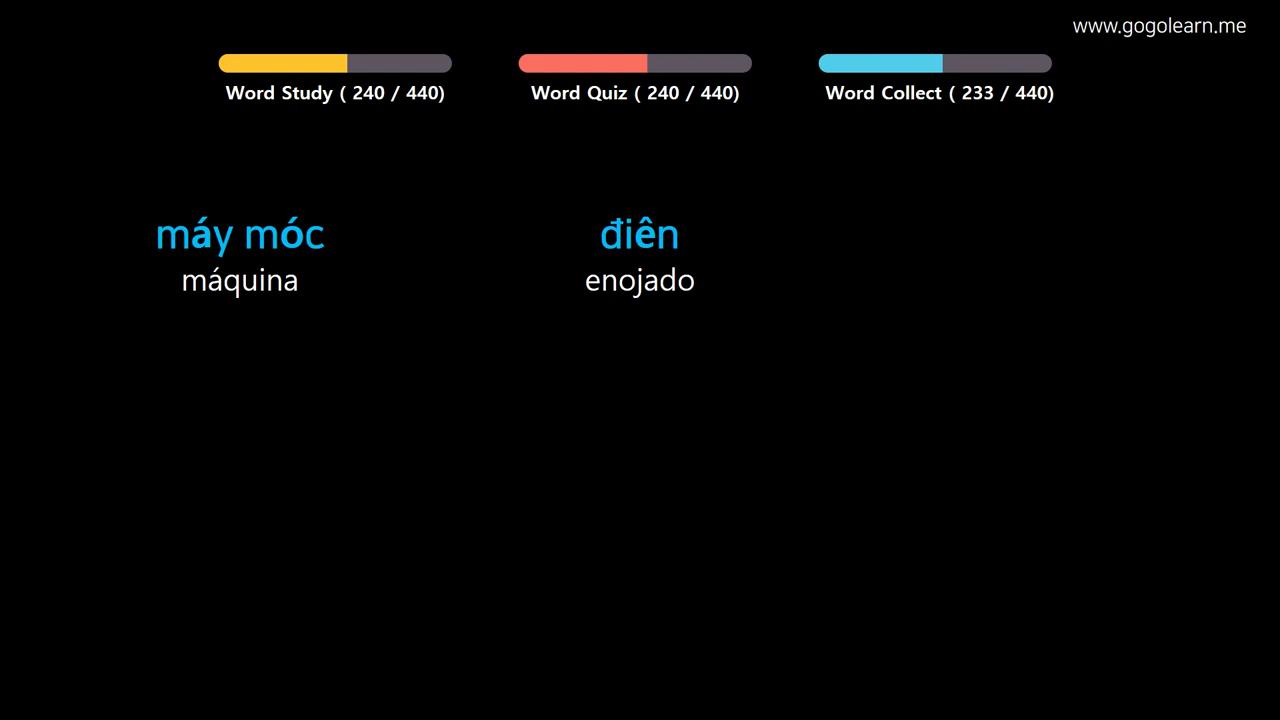 www.gogolearn.me
Word Study ( 240 / 440)
Word Quiz ( 240 / 440)
Word Collect ( 233 / 440)
máy móc
máquina
điên
enojado